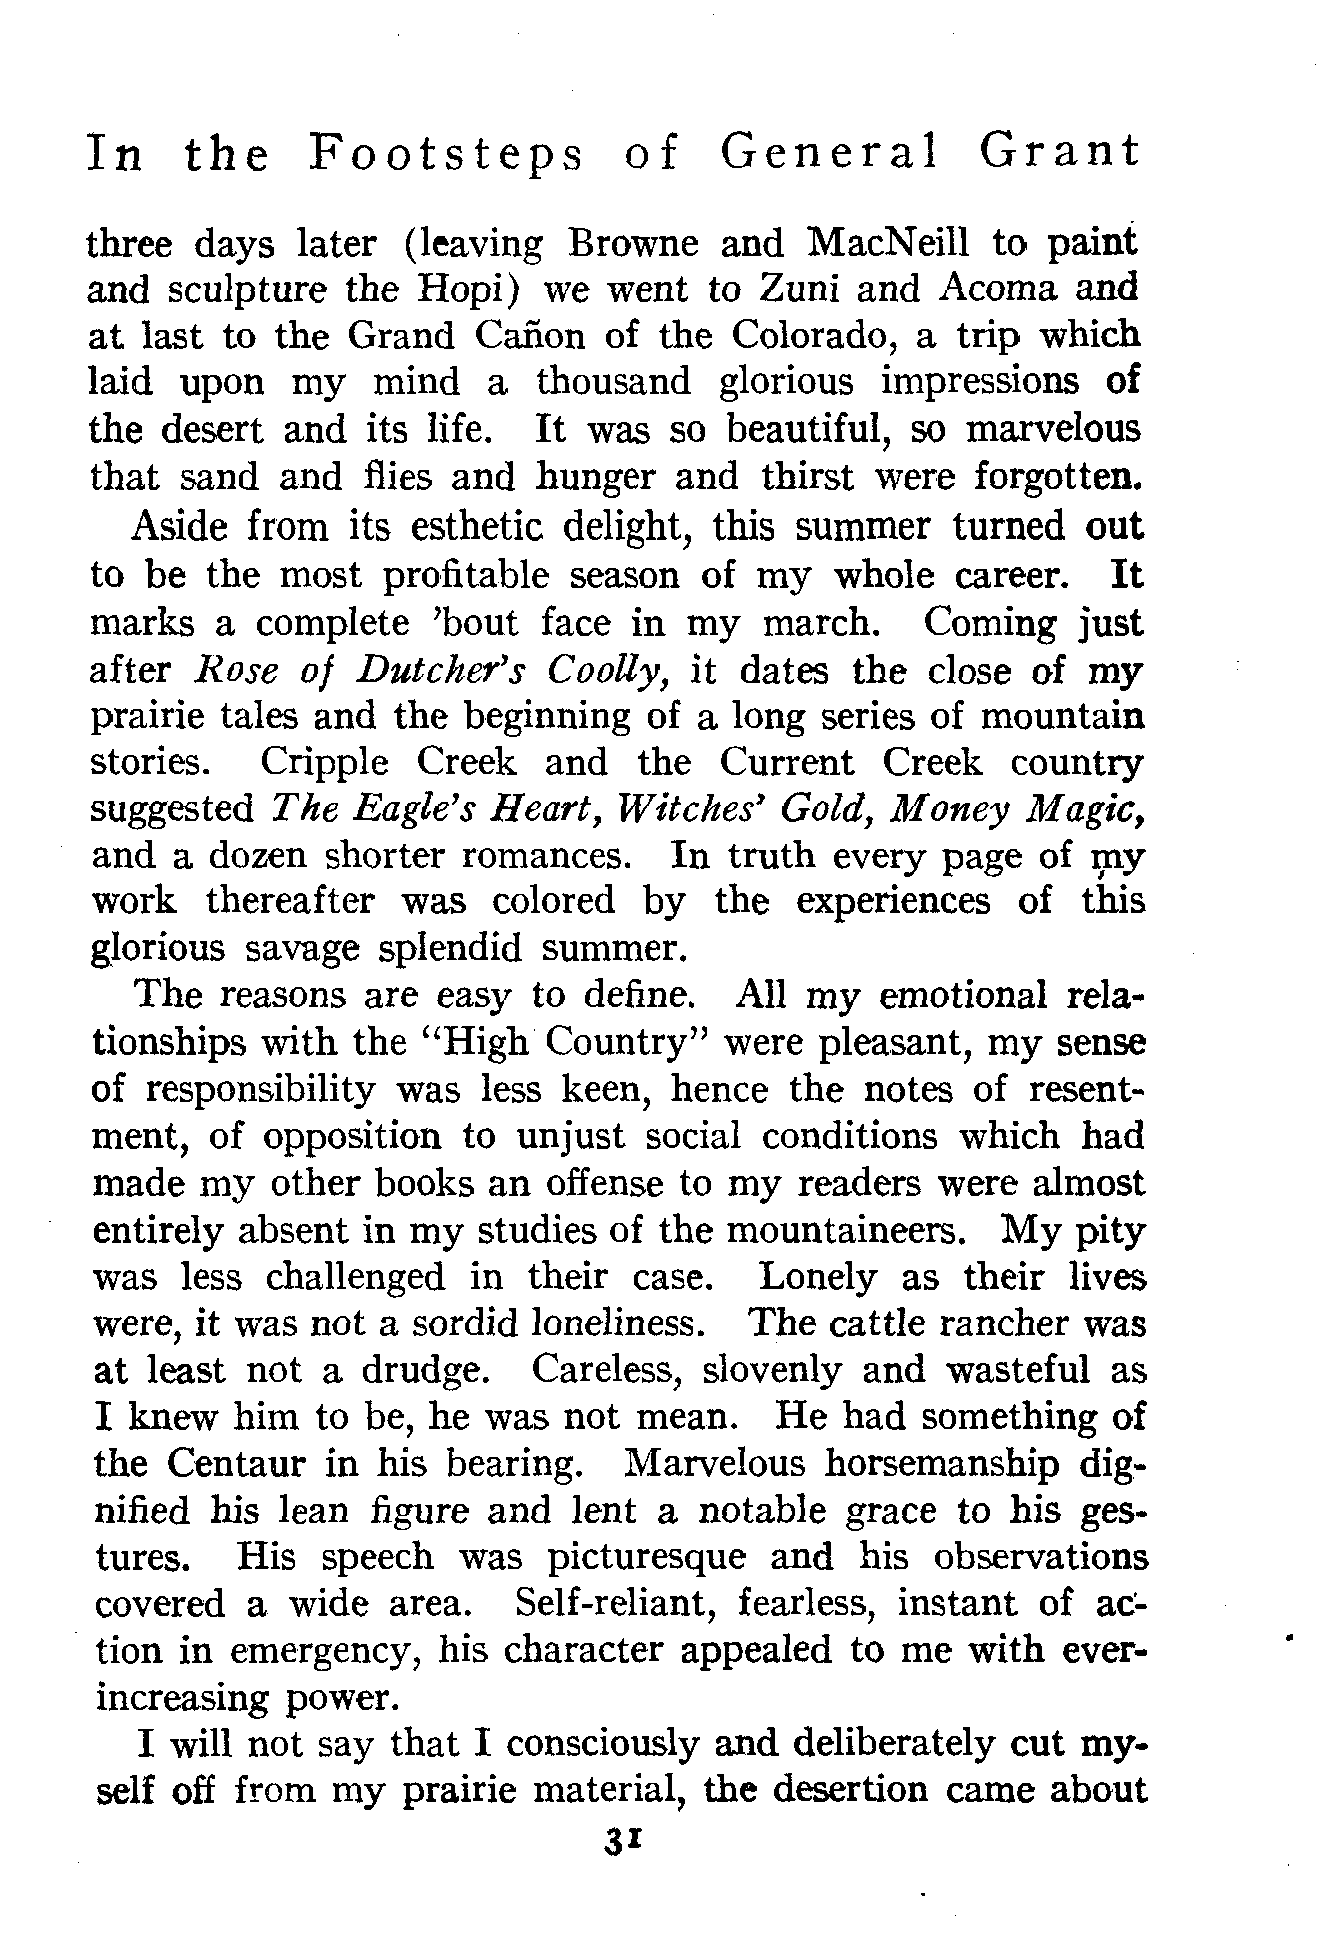 In the Footsteps of General Grant
three days later (leaving Browne and MacNeill to paint
and sculpture the Hopi) we went to Zuni and Acoma and
at last to the Grand Cañon of the Colorado, a trip which
laid upon my mind a thousand glorious impressions of
the desert and its life. It was so beautiful, so marvelous
that sand and flies and hunger and thirst were forgotten.
Aside from its esthetic delight, this summer turned out
to be the most profitable season of my whole career. It
marks a complete 'bout face in my march. Coming just
after Rose of Dutcher's Coolly, it dates the close of my
prairie tales and the beginning of a long series of mountain
stories. Cripple Creek and the Current Creek country
suggested The Eagle's Heart, Witches' Gold, Money Magic,
and a dozen shorter romances. In truth every page of my
work thereafter was colored by the experiences of this
glorious savage splendid summer.
The reasons are easy to define. All my emotional rela-
tionships with the "High Country" were pleasant, my sense
of responsibility was less keen, hence the notes of resent-
ment, of opposition to unjust social conditions which had
made my other books an offense to my readers were almost
entirely absent in my studies of the mountaineers. My pity
was less challenged in their case. Lonely as their lives
were, it was not a sordid loneliness. The cattle rancher was
at least not a drudge. Careless, slovenly and wasteful as
I knew him to be, he was not mean. He had something of
the Centaur in his bearing. Marvelous horsemanship dig-
nified his lean figure and lent a notable grace to his ges-
tures. His speech was picturesque and his observations
covered a wide area. Self-reliant, fearless, instant of ac-
tion in emergency, his character appealed to me with ever-
increasing power.
I will not say that I consciously and deliberately cut my-
self off from my prairie material, the desertion came about
31